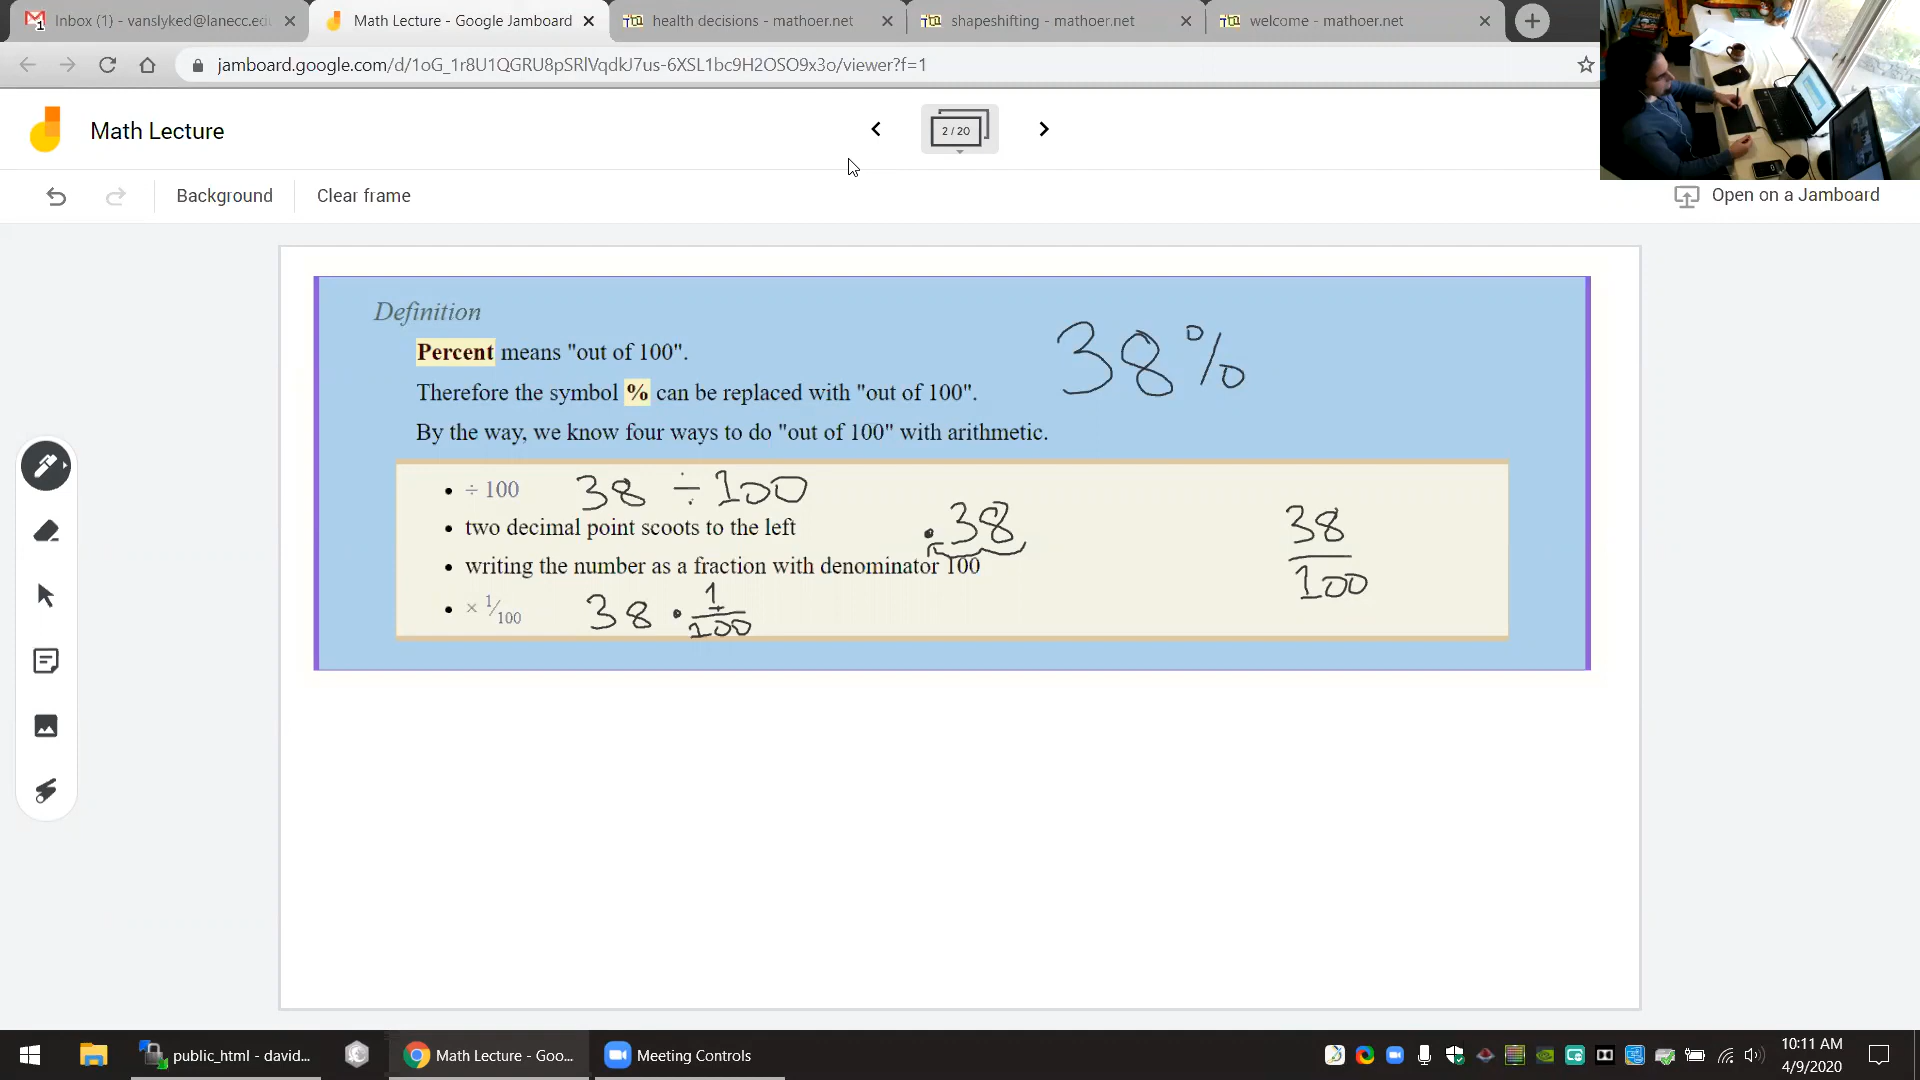 Inbox (1) - vanslyked@lanecc.edu
Math Lecture - Google Jamboard
health decisions - mathoer.net
shapeshifting - mathoer.net
welcome - mathoer.net
jamboard.google.com/d/1oG_1r8U1QGRU8pSRlVqdkJ7us-6XSL1bc9H2OSO9x3o/viewer?f=1
Math Lecture
2 / 20
Background
Clear frame
Open on a Jamboard
Definition
Percent means "out of 100".
38%
Therefore the symbol % can be replaced with "out of 100".
By the way, we know four ways to do "out of 100" with arithmetic.
• ÷ 100 38 ÷ 100
• two decimal point scoots to the left .38
38/100
• writing the number as a fraction with denominator 100
• × 1/100 38 · 1/100
public_html - david...
Math Lecture - Goo...
Meeting Controls
10:11 AM
4/9/2020